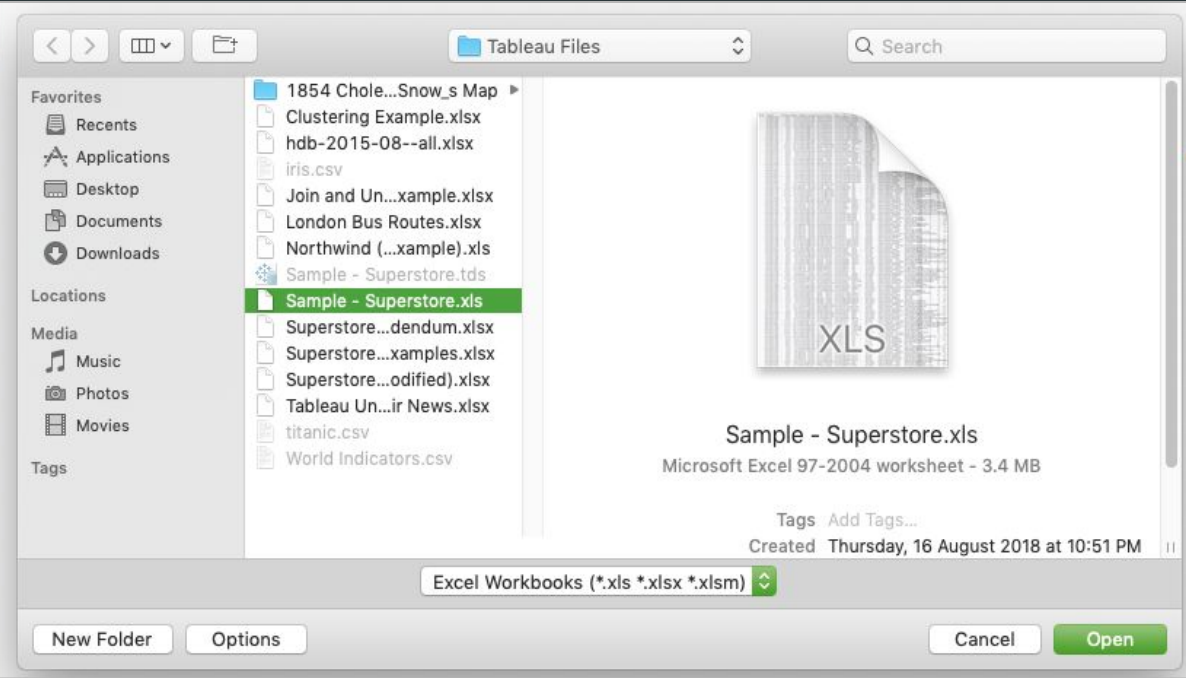 Tableau Files
Search
Favorites
Recents
Applications
Desktop
Documents
Downloads
Locations
Media
Music
Photos
Movies
Tags
1854 Chole...Snow_s Map
Clustering Example.xlsx
hdb-2015-08--all.xlsx
iris.csv
Join and Un...xample.xlsx
London Bus Routes.xlsx
Northwind (...xample).xls
Sample - Superstore.tds
Sample - Superstore.xls
Superstore...dendum.xlsx
Superstore...xamples.xlsx
Superstore...odified).xlsx
Tableau Un...ir News.xlsx
titanic.csv
World Indicators.csv
XLS
Sample - Superstore.xls
Microsoft Excel 97-2004 worksheet - 3.4 MB
Tags Add Tags...
Created Thursday, 16 August 2018 at 10:51 PM
Excel Workbooks (*.xls *.xlsx *.xlsm)
New Folder
Options
Cancel
Open